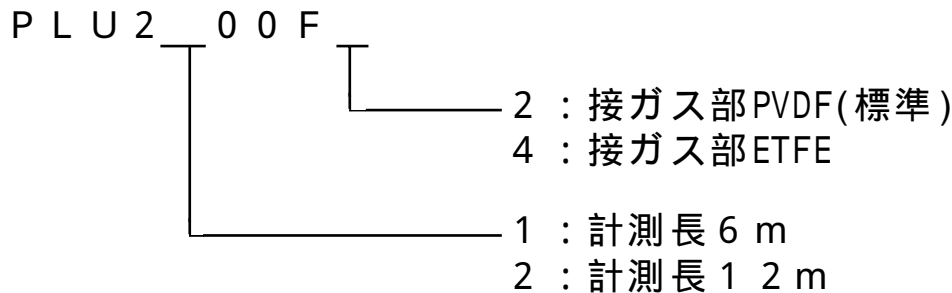 PLU2_00F_
2：接ガス部PVDF(標準)
4：接ガス部ETFE
1：計測長6m
2：計測長12m